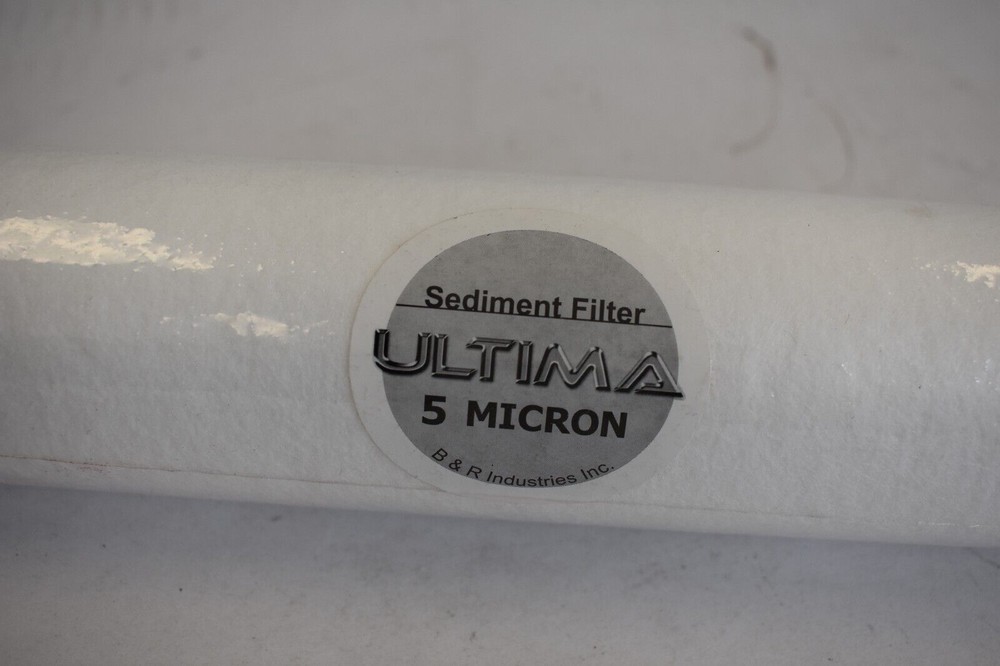 Sediment Filter
ULTIMA
5 MICRON
B & R Industries Inc.